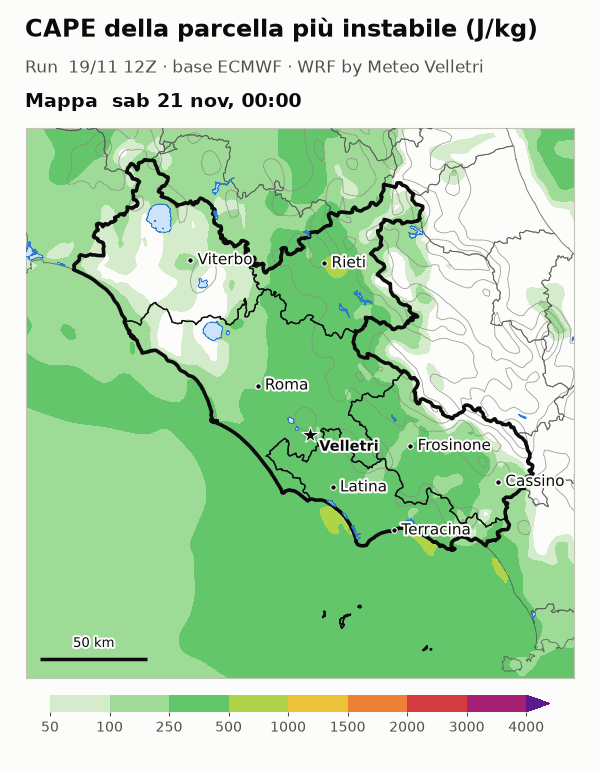 CAPE della parcella più instabile (J/kg)
Run  19/11 12Z · base ECMWF · WRF by Meteo Velletri
Mappa  sab 21 nov, 00:00
Viterbo
Rieti
Roma
Velletri
Frosinone
Latina
Cassino
Terracina
50 km
50 100 250 500 1000 1500 2000 3000 4000